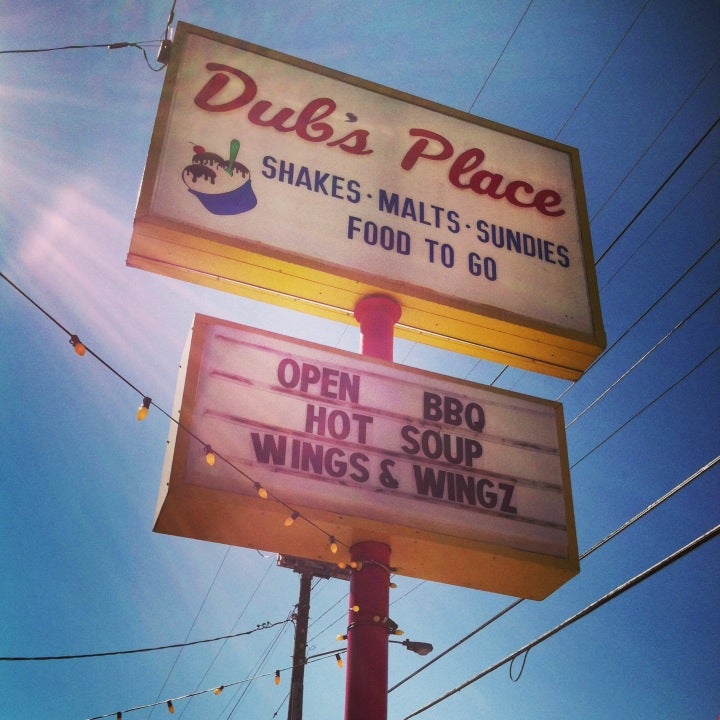 Dub's Place
SHAKES · MALTS · SUNDIES
FOOD TO GO
OPEN BBQ
HOT SOUP
WINGS & WINGZ